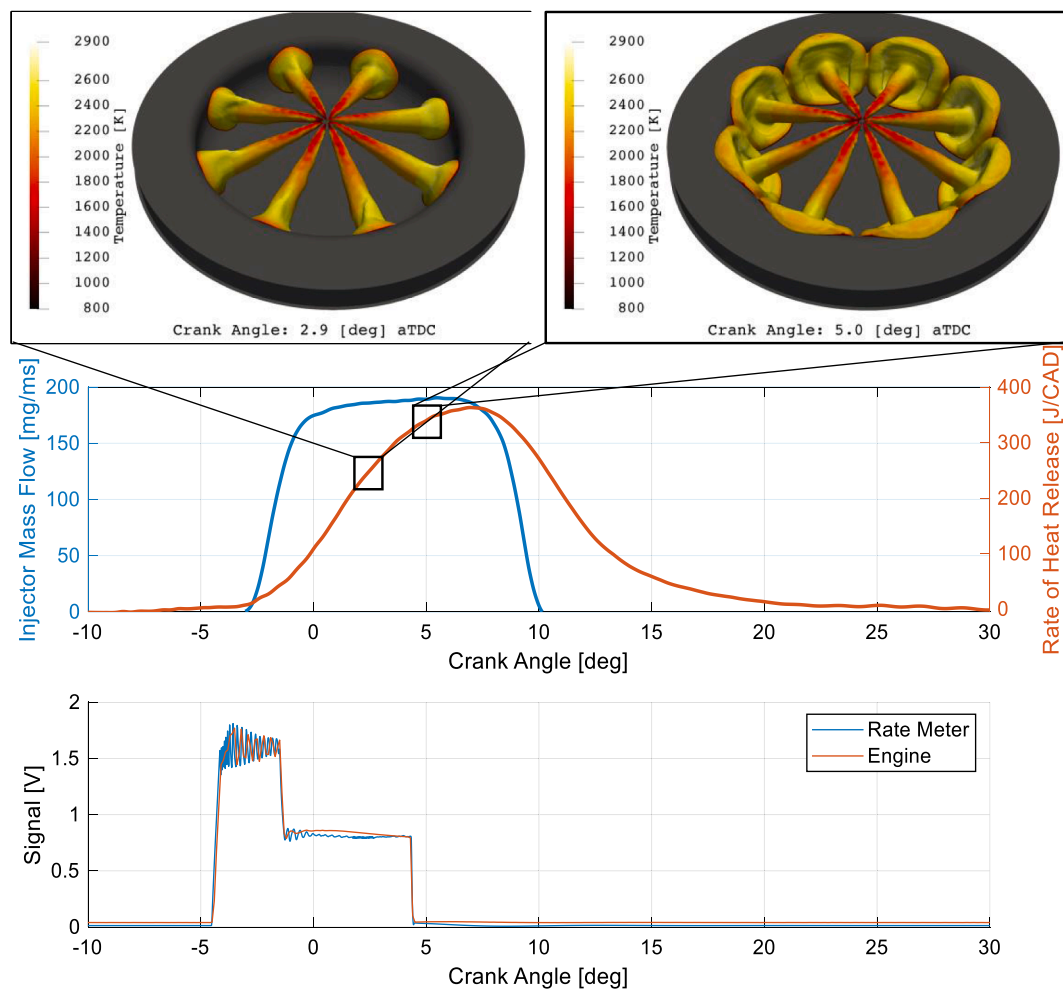 2900
2600
2400
2200
2000
1800
1600
1400
1200
1000
800
Temperature [K]
Crank Angle: 2.9 [deg] aTDC
2900
2600
2400
2200
2000
1800
1600
1400
1200
1000
800
Temperature [K]
Crank Angle: 5.0 [deg] aTDC
Injector Mass Flow [mg/ms]
200
150
100
50
0
400
300
200
100
0
Rate of Heat Release [J/CAD]
-10 -5 0 5 10 15 20 25 30
Crank Angle [deg]
Signal [V]
2
1.5
1
0.5
0
Rate Meter
Engine
-10 -5 0 5 10 15 20 25 30
Crank Angle [deg]